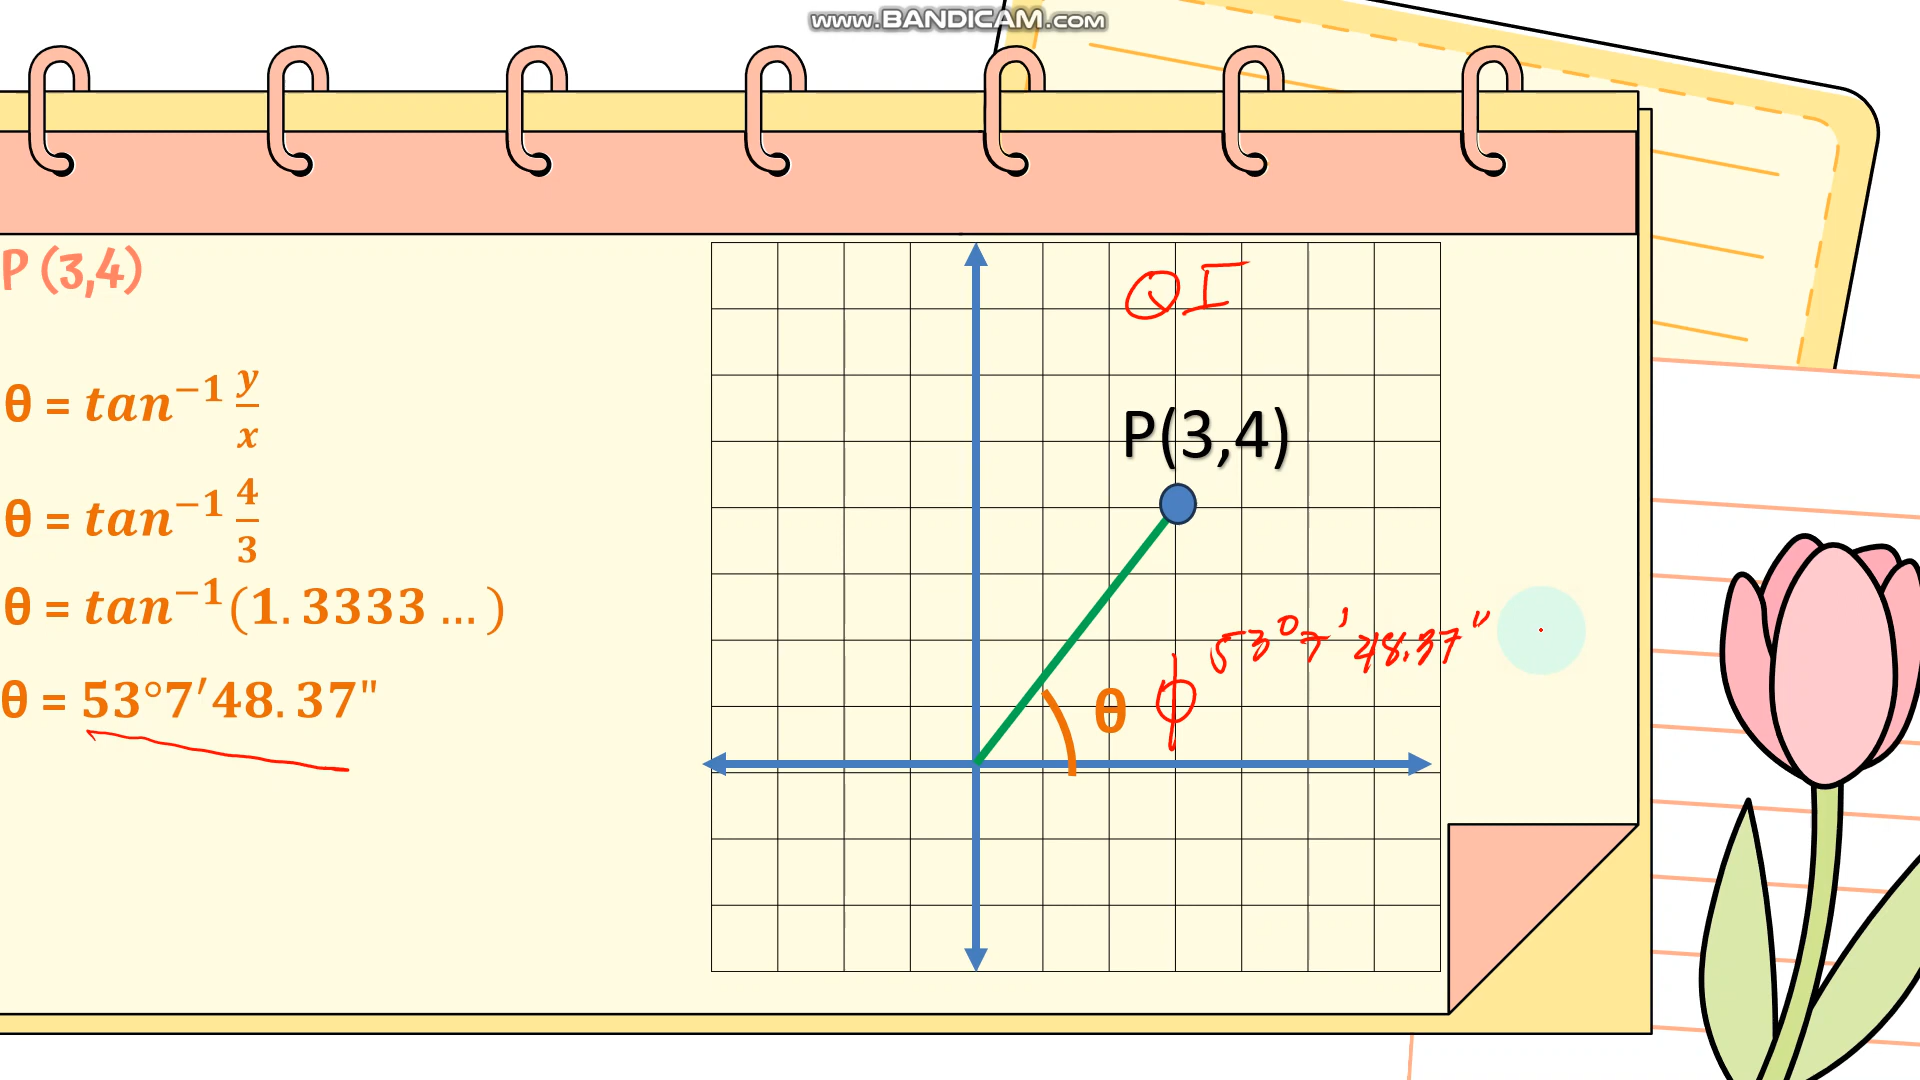 www.BANDICAM.com
P (3,4)
θ = tan⁻¹ y/x
θ = tan⁻¹ 4/3
θ = tan⁻¹(1.3333 ...)
θ = 53°7′48.37"
QI
P(3,4)
53°7′48.37"
θ ϕ